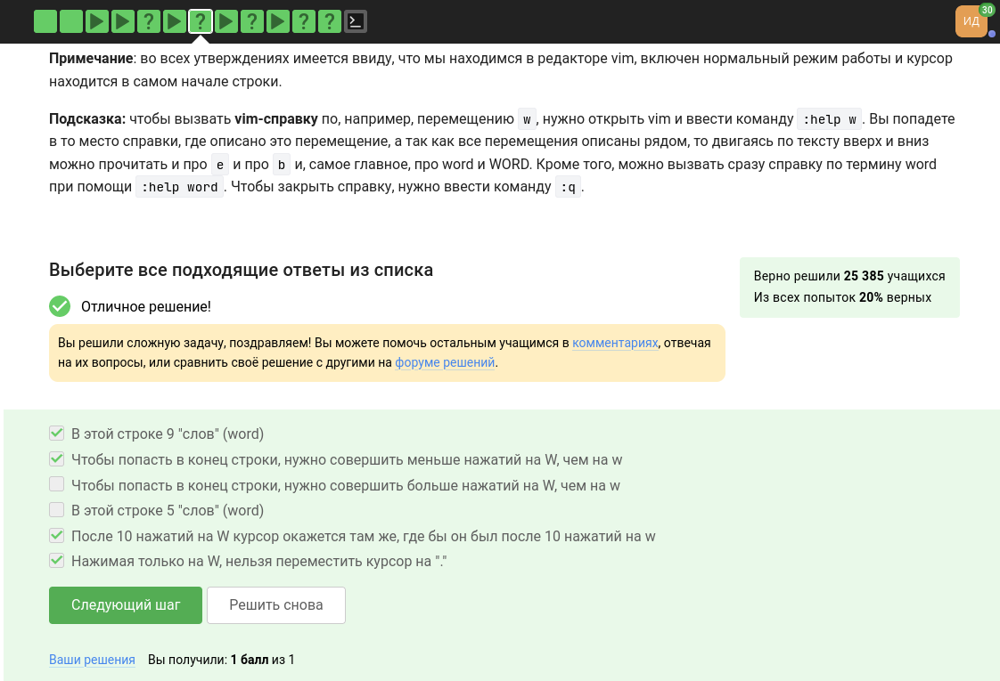 ? ? ? ? ?
ИД 30
Примечание: во всех утверждениях имеется ввиду, что мы находимся в редакторе vim, включен нормальный режим работы и курсор
находится в самом начале строки.
Подсказка: чтобы вызвать vim-справку по, например, перемещению w, нужно открыть vim и ввести команду :help w. Вы попадете
в то место справки, где описано это перемещение, а так как все перемещения описаны рядом, то двигаясь по тексту вверх и вниз
можно прочитать и про e и про b и, самое главное, про word и WORD. Кроме того, можно вызвать сразу справку по термину word
при помощи :help word. Чтобы закрыть справку, нужно ввести команду :q.
Выберите все подходящие ответы из списка
Верно решили 25 385 учащихся
Из всех попыток 20% верных
Отличное решение!
Вы решили сложную задачу, поздравляем! Вы можете помочь остальным учащимся в комментариях, отвечая
на их вопросы, или сравнить своё решение с другими на форуме решений.
В этой строке 9 "слов" (word)
Чтобы попасть в конец строки, нужно совершить меньше нажатий на W, чем на w
Чтобы попасть в конец строки, нужно совершить больше нажатий на W, чем на w
В этой строке 5 "слов" (word)
После 10 нажатий на W курсор окажется там же, где бы он был после 10 нажатий на w
Нажимая только на W, нельзя переместить курсор на "."
Следующий шаг Решить снова
Ваши решения Вы получили: 1 балл из 1